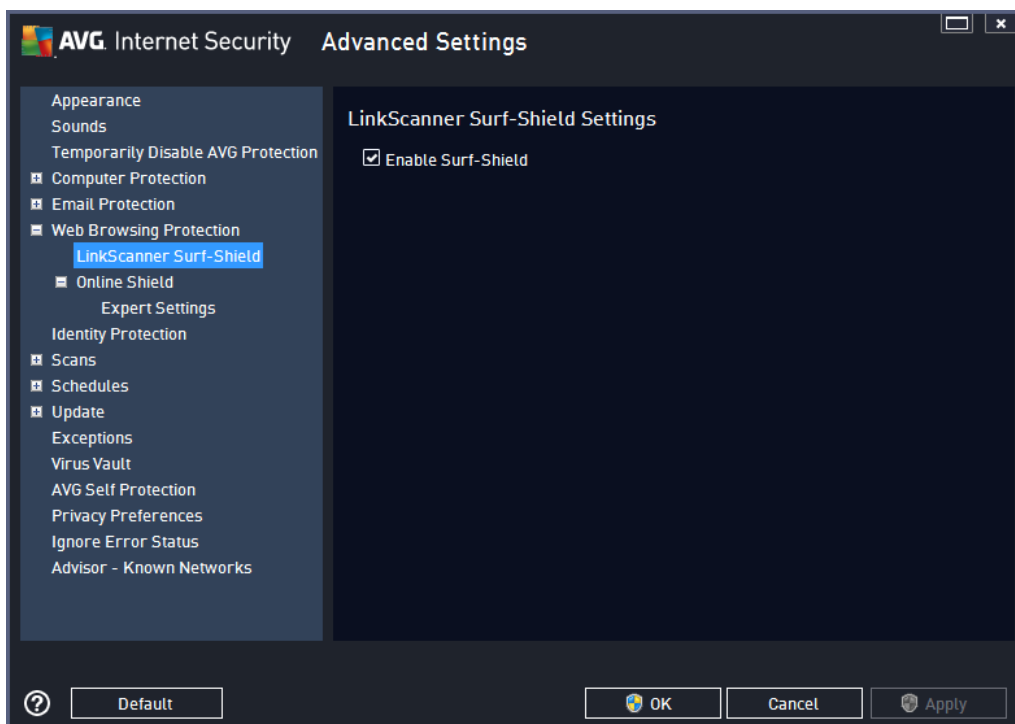 AVG. Internet Security Advanced Settings
Appearance
Sounds
Temporarily Disable AVG Protection
Computer Protection
Email Protection
Web Browsing Protection
LinkScanner Surf-Shield
Online Shield
Expert Settings
Identity Protection
Scans
Schedules
Update
Exceptions
Virus Vault
AVG Self Protection
Privacy Preferences
Ignore Error Status
Advisor - Known Networks
LinkScanner Surf-Shield Settings
Enable Surf-Shield
? Default OK Cancel Apply